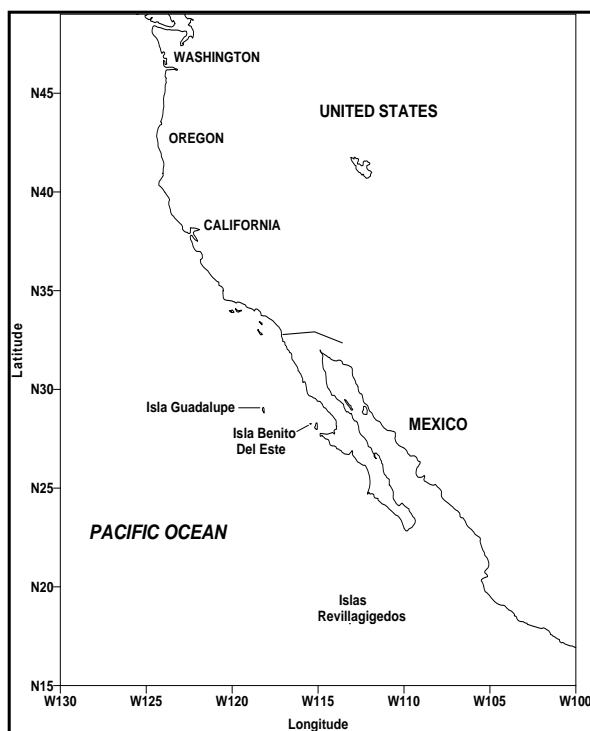 WASHINGTON
N45
UNITED STATES
OREGON
N40
CALIFORNIA
N35
Latitude
N30
Isla Guadalupe
Isla Benito
Del Este
MEXICO
N25
PACIFIC OCEAN
N20
Islas
Revillagigedos
N15
W130 W125 W120 W115 W110 W105 W100
Longitude